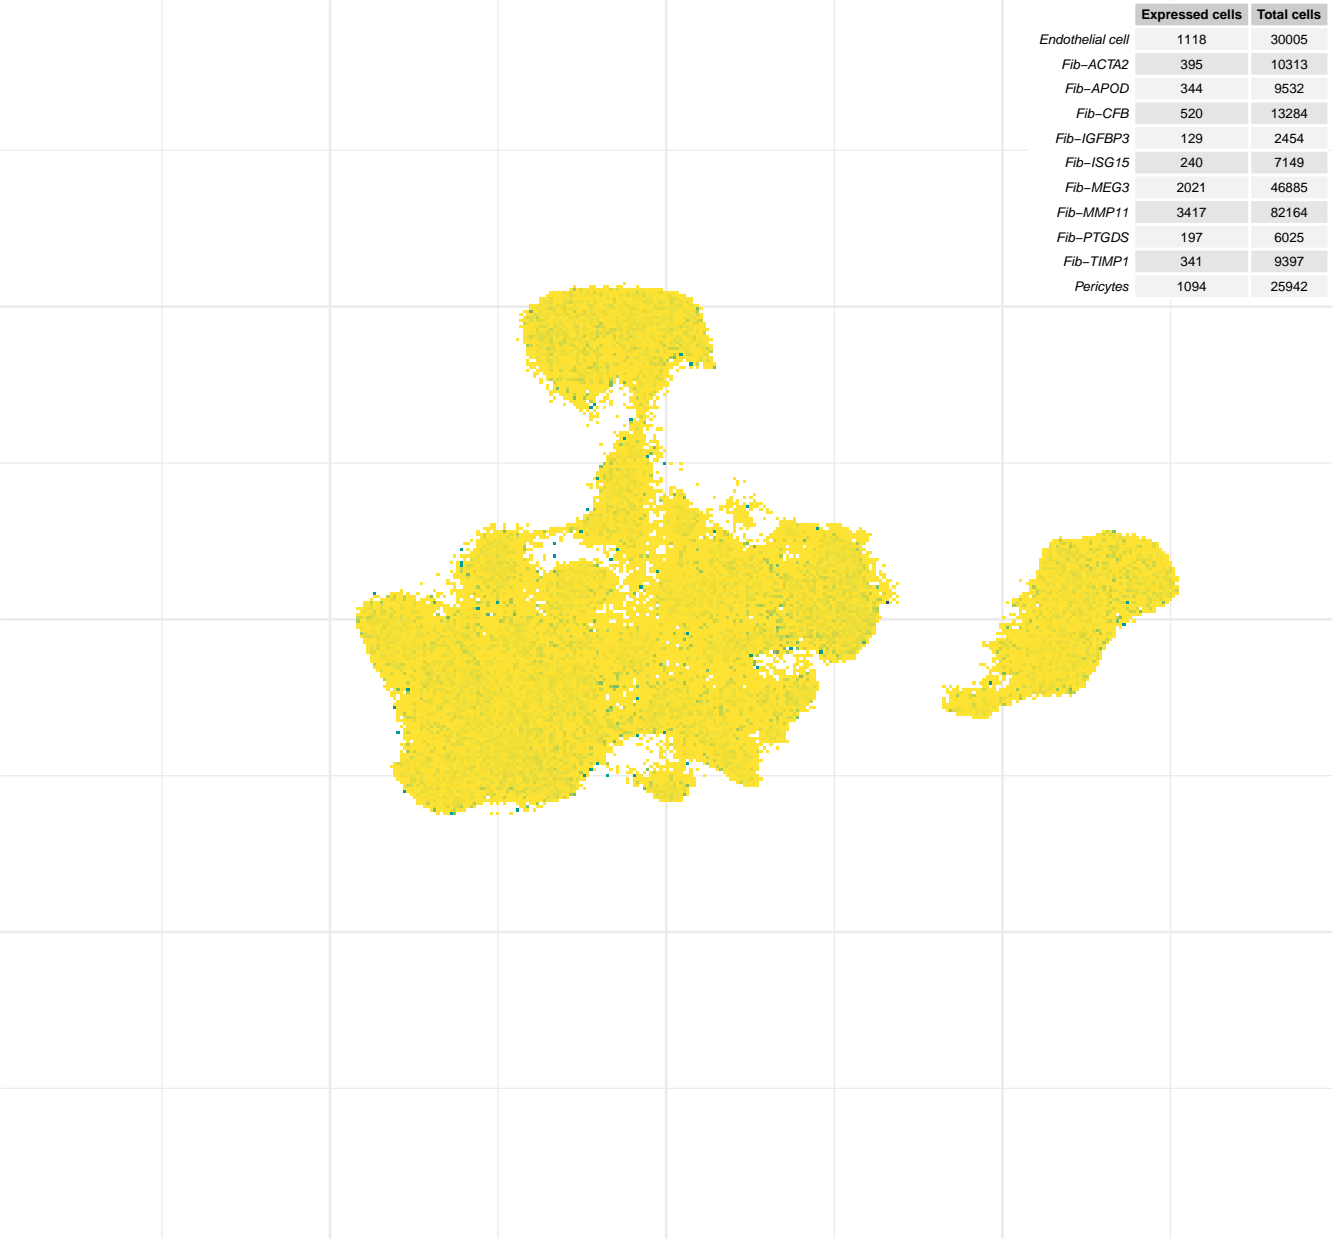 Expressed cells Total cells
Endothelial cell 1118 30005
Fib−ACTA2 395 10313
Fib−APOD 344 9532
Fib−CFB 520 13284
Fib−IGFBP3 129 2454
Fib−ISG15 240 7149
Fib−MEG3 2021 46885
Fib−MMP11 3417 82164
Fib−PTGDS 197 6025
Fib−TIMP1 341 9397
Pericytes 1094 25942